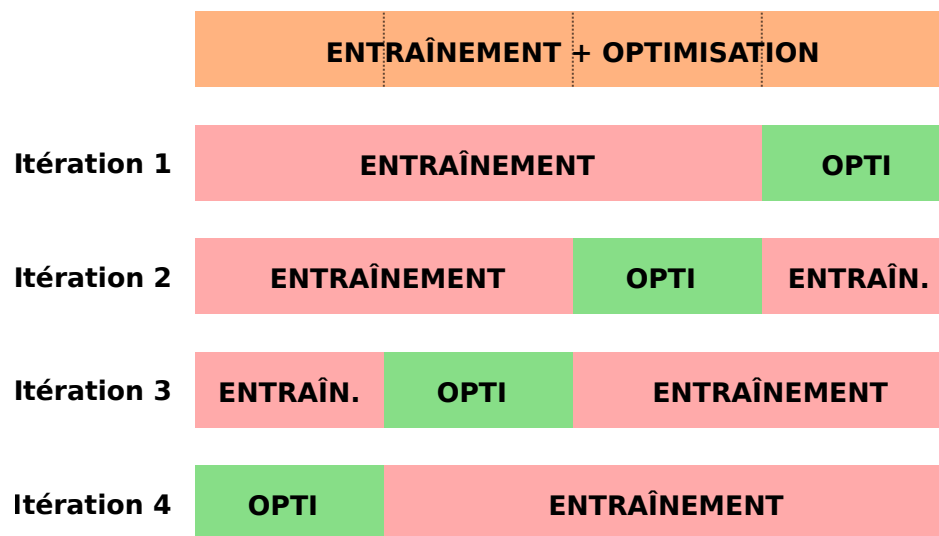 ENTRAÎNEMENT + OPTIMISATION
Itération 1 ENTRAÎNEMENT OPTI
Itération 2 ENTRAÎNEMENT OPTI ENTRAÎN.
Itération 3 ENTRAÎN. OPTI ENTRAÎNEMENT
Itération 4 OPTI ENTRAÎNEMENT